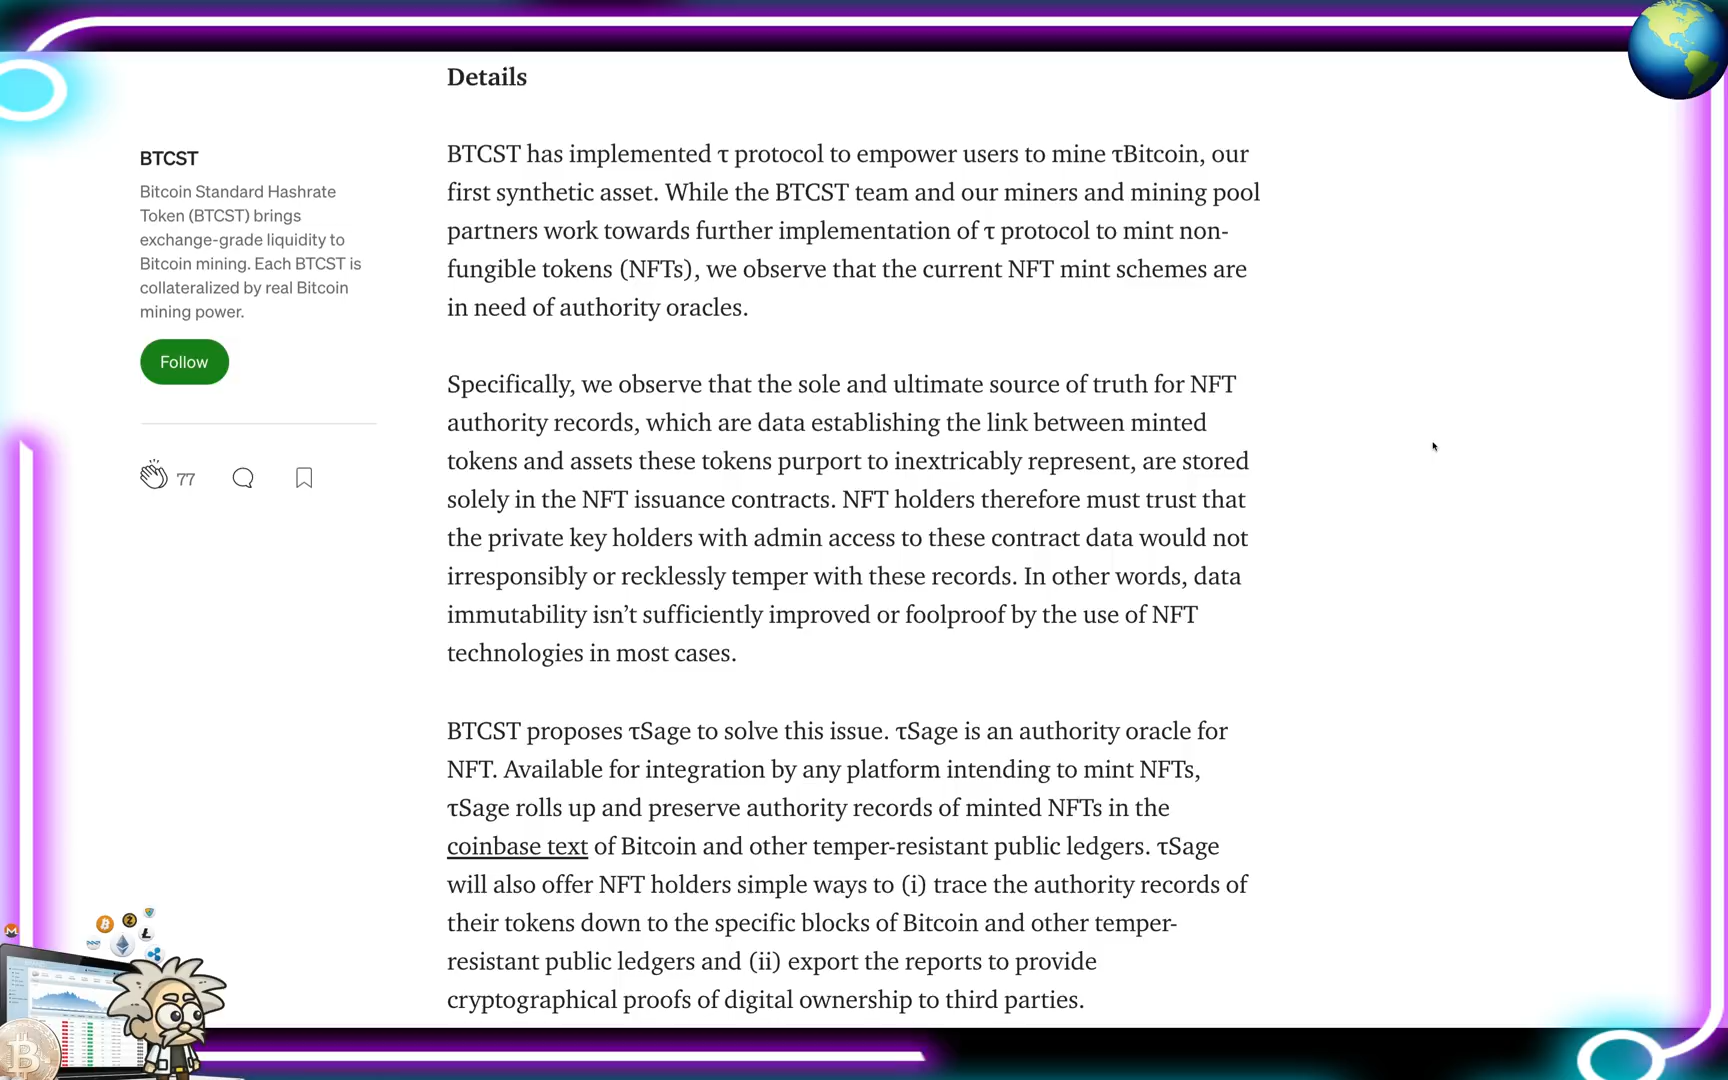 Details
BTCST
Bitcoin Standard Hashrate
Token (BTCST) brings
exchange-grade liquidity to
Bitcoin mining. Each BTCST is
collateralized by real Bitcoin
mining power.
Follow
77
BTCST has implemented τ protocol to empower users to mine τBitcoin, our
first synthetic asset. While the BTCST team and our miners and mining pool
partners work towards further implementation of τ protocol to mint non-
fungible tokens (NFTs), we observe that the current NFT mint schemes are
in need of authority oracles.
Specifically, we observe that the sole and ultimate source of truth for NFT
authority records, which are data establishing the link between minted
tokens and assets these tokens purport to inextricably represent, are stored
solely in the NFT issuance contracts. NFT holders therefore must trust that
the private key holders with admin access to these contract data would not
irresponsibly or recklessly temper with these records. In other words, data
immutability isn’t sufficiently improved or foolproof by the use of NFT
technologies in most cases.
BTCST proposes τSage to solve this issue. τSage is an authority oracle for
NFT. Available for integration by any platform intending to mint NFTs,
τSage rolls up and preserve authority records of minted NFTs in the
coinbase text of Bitcoin and other temper-resistant public ledgers. τSage
will also offer NFT holders simple ways to (i) trace the authority records of
their tokens down to the specific blocks of Bitcoin and other temper-
resistant public ledgers and (ii) export the reports to provide
cryptographical proofs of digital ownership to third parties.